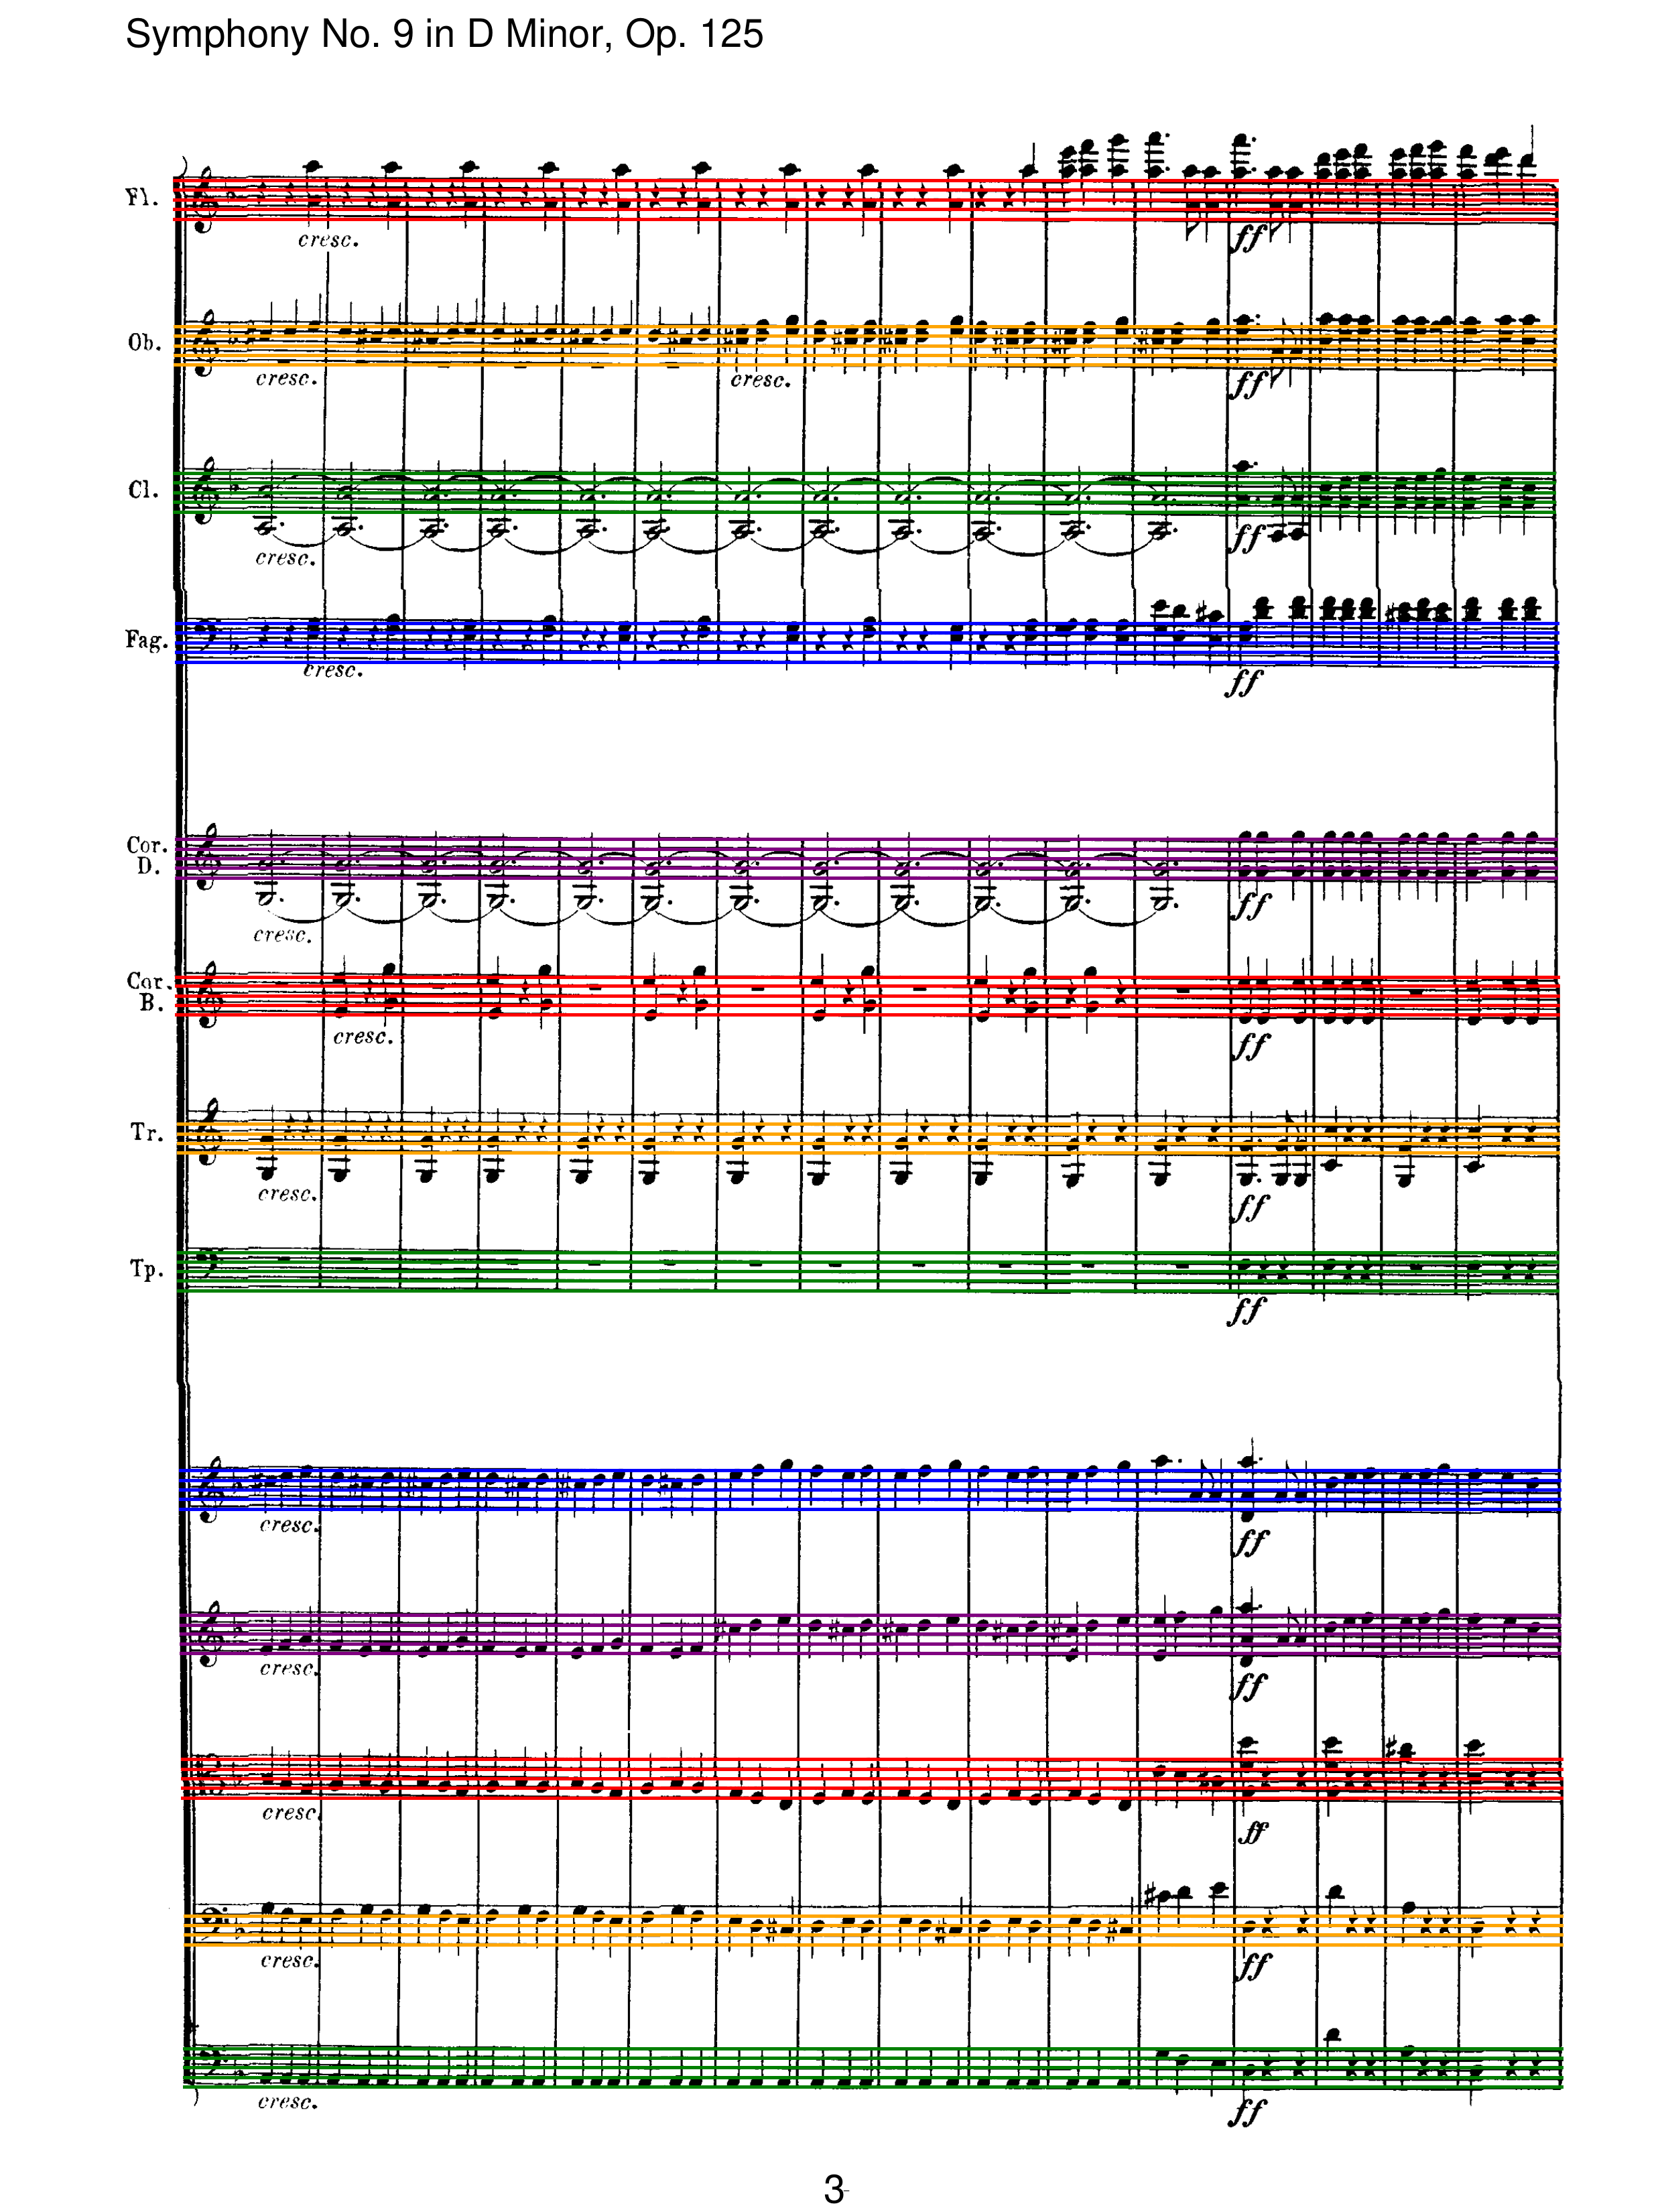 Symphony No. 9 in D Minor, Op. 125
Fl.
cresc.
ff
Ob.
cresc.
cresc.
ff
Cl.
cresc.
ff
Fag.
cresc.
ff
Cor.
D.
cresc.
ff
Cor.
B.
cresc.
ff
Tr.
cresc.
ff
Tp.
ff
cresc.
ff
cresc.
ff
cresc.
ff
cresc.
ff
cresc.
ff
3